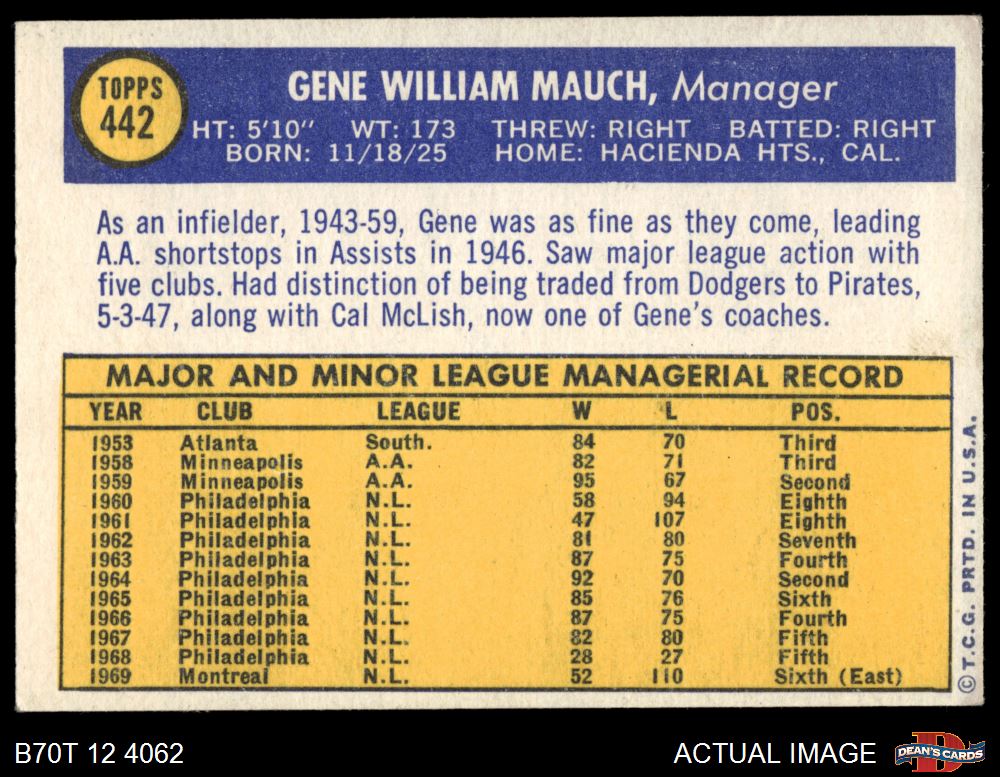 TOPPS
442
GENE WILLIAM MAUCH, Manager
HT: 5'10" WT: 173 THREW: RIGHT BATTED: RIGHT
BORN: 11/18/25 HOME: HACIENDA HTS., CAL.
As an infielder, 1943-59, Gene was as fine as they come, leading
A.A. shortstops in Assists in 1946. Saw major league action with
five clubs. Had distinction of being traded from Dodgers to Pirates,
5-3-47, along with Cal McLish, now one of Gene's coaches.
MAJOR AND MINOR LEAGUE MANAGERIAL RECORD
YEAR CLUB LEAGUE W L POS.
1953 Atlanta South. 84 70 Third
1958 Minneapolis A.A. 82 71 Third
1959 Minneapolis A.A. 95 67 Second
1960 Philadelphia N.L. 58 94 Eighth
1961 Philadelphia N.L. 47 107 Eighth
1962 Philadelphia N.L. 81 80 Seventh
1963 Philadelphia N.L. 87 75 Fourth
1964 Philadelphia N.L. 92 70 Second
1965 Philadelphia N.L. 85 76 Sixth
1966 Philadelphia N.L. 87 75 Fourth
1967 Philadelphia N.L. 82 80 Fifth
1968 Philadelphia N.L. 28 27 Fifth
1969 Montreal N.L. 52 110 Sixth (East)
© T.C.G. PRTD. IN U.S.A.
B70T 12 4062
ACTUAL IMAGE
D
DEAN'S CARDS